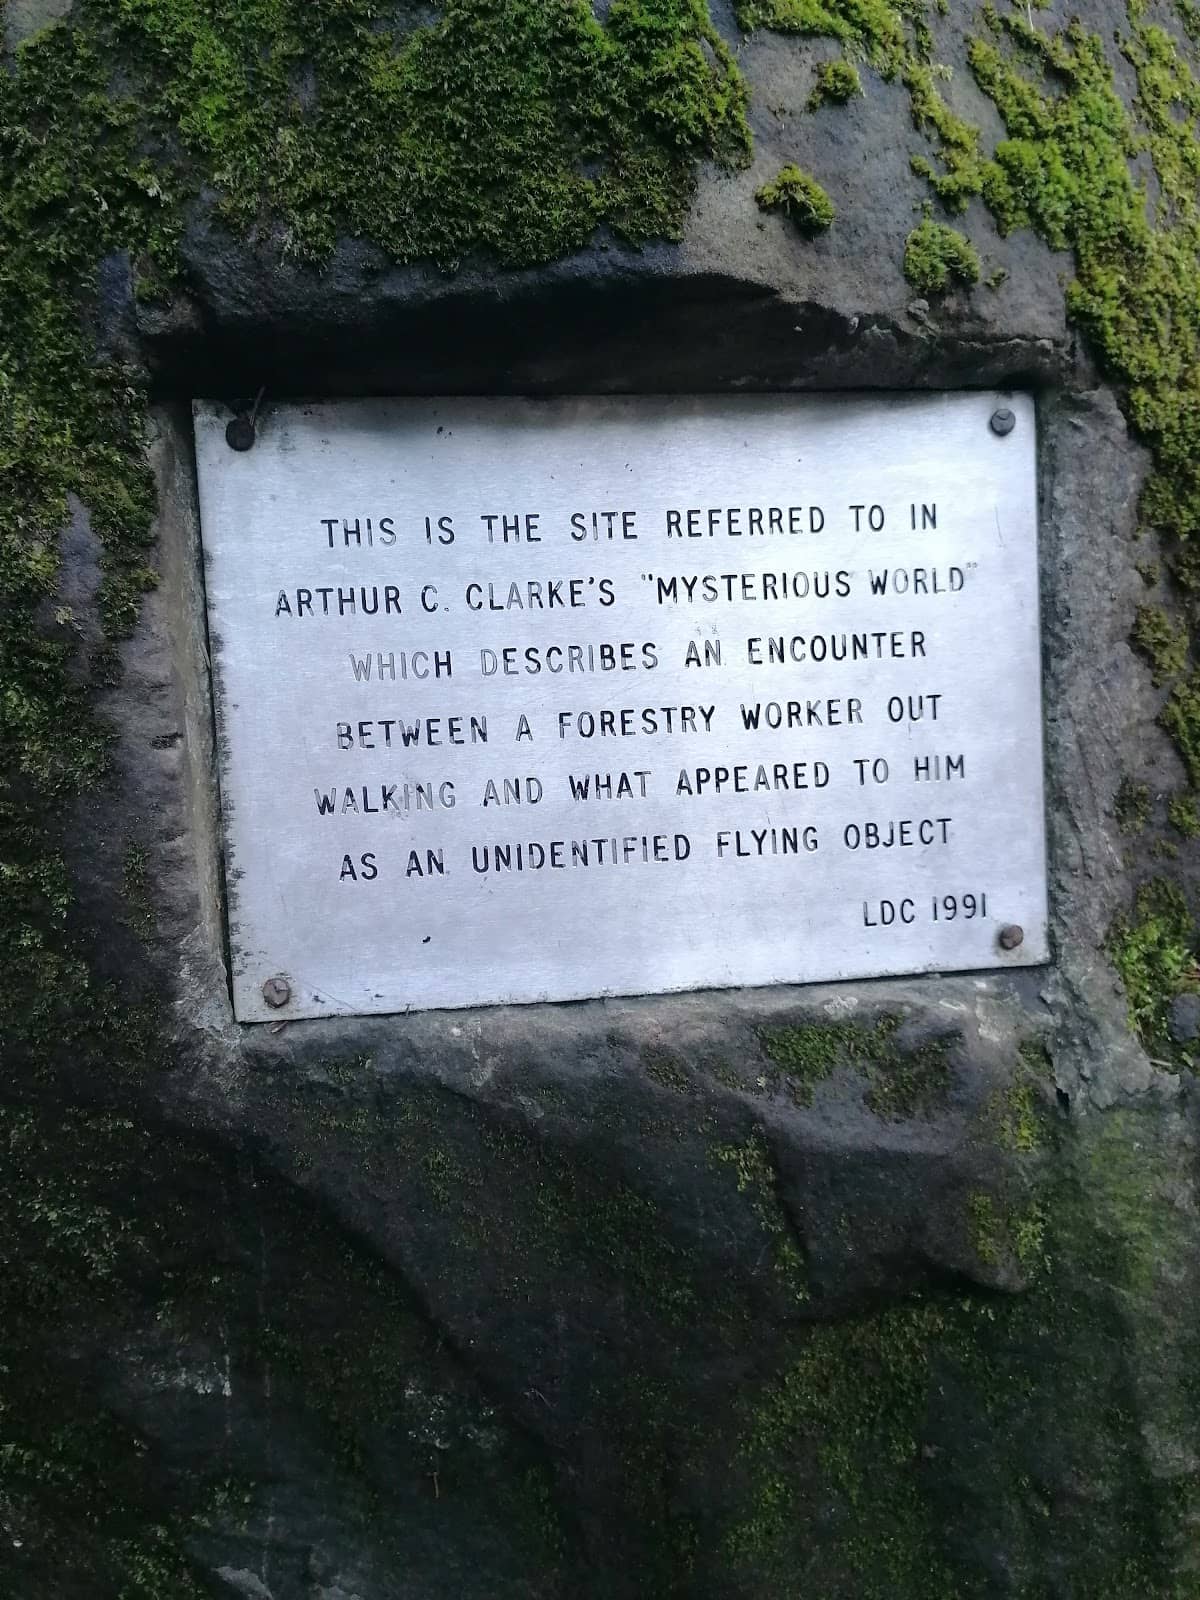 THIS IS THE SITE REFERRED TO IN
ARTHUR C. CLARKE'S "MYSTERIOUS WORLD"
WHICH DESCRIBES AN ENCOUNTER
BETWEEN A FORESTRY WORKER OUT
WALKING AND WHAT APPEARED TO HIM
AS AN UNIDENTIFIED FLYING OBJECT
LDC 1991